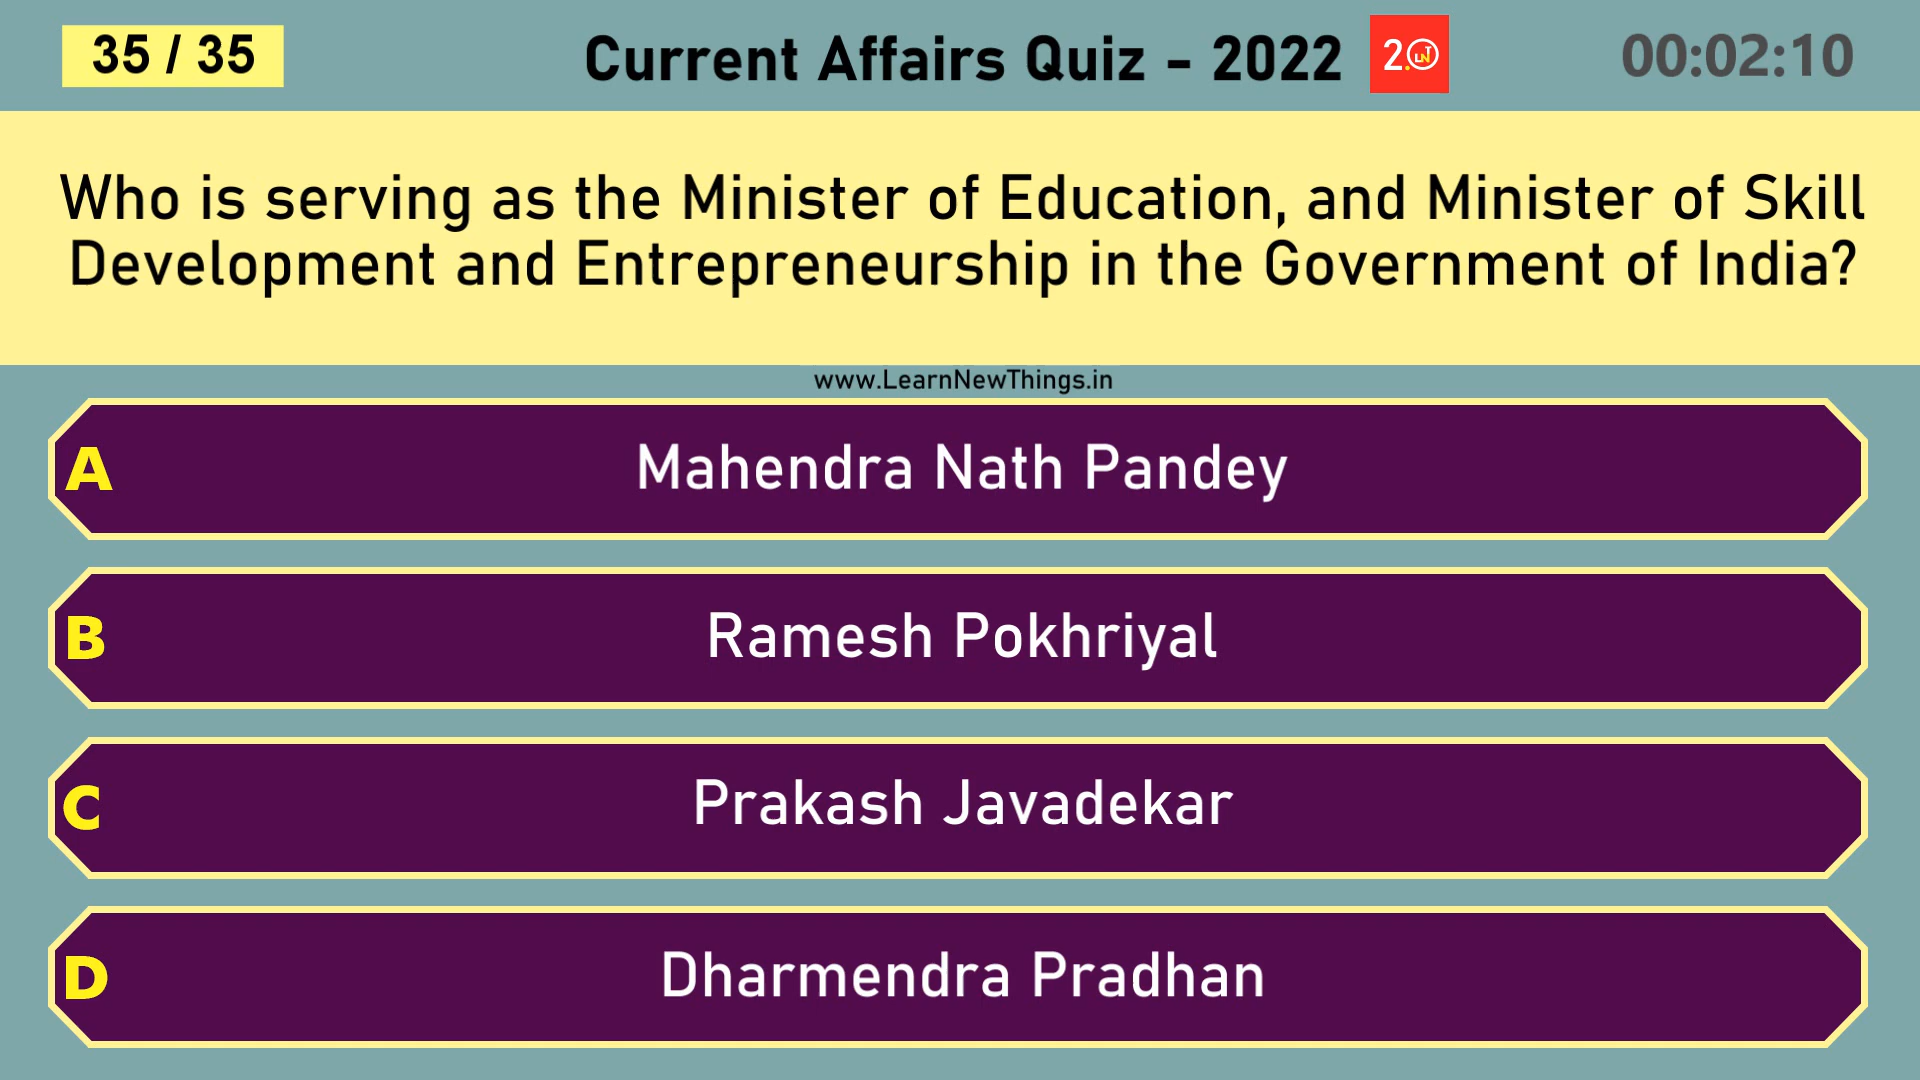 35 / 35
Current Affairs Quiz - 2022
2.
LNT
00:02:10
Who is serving as the Minister of Education, and Minister of Skill
Development and Entrepreneurship in the Government of India?
www.LearnNewThings.in
A
Mahendra Nath Pandey
B
Ramesh Pokhriyal
C
Prakash Javadekar
D
Dharmendra Pradhan